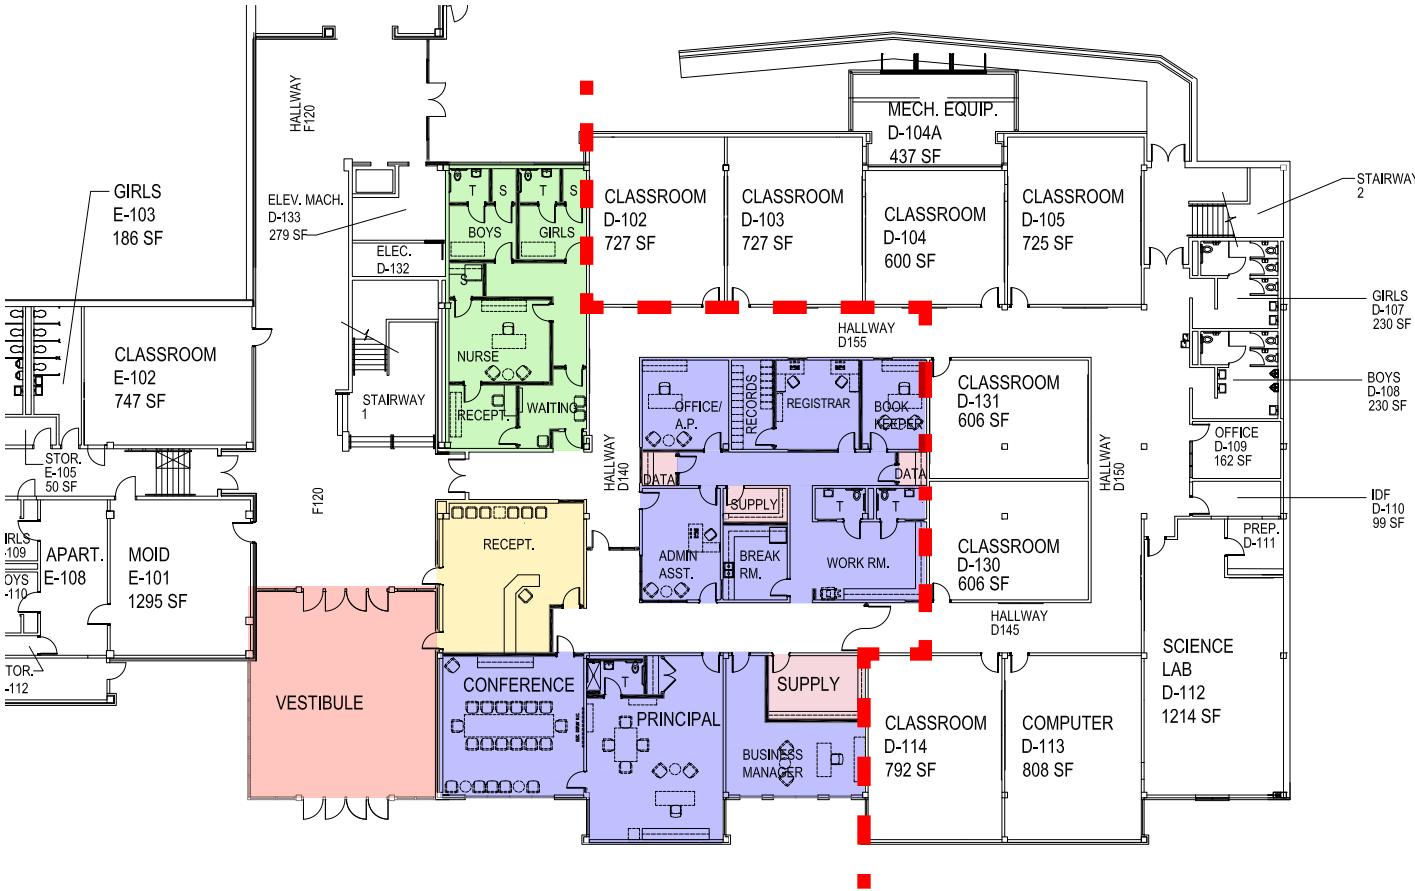 HALLWAY
F120
MECH. EQUIP.
D-104A
437 SF
GIRLS
E-103
186 SF
ELEV. MACH.
D-133
279 SF
ELEC.
D-132
T
S
T
S
BOYS
GIRLS
S
CLASSROOM
D-102
727 SF
CLASSROOM
D-103
727 SF
CLASSROOM
D-104
600 SF
CLASSROOM
D-105
725 SF
STAIRWAY
2
GIRLS
D-107
230 SF
BOYS
D-108
230 SF
OFFICE
D-109
162 SF
IDF
D-110
99 SF
PREP.
D-111
HALLWAY
D155
CLASSROOM
E-102
747 SF
STAIRWAY
1
NURSE
RECEPT.
WAITING
OFFICE/
A.P.
RECORDS
REGISTRAR
BOOK
KEEPER
CLASSROOM
D-131
606 SF
HALLWAY
D140
HALLWAY
D150
DATA
DATA
STOR.
E-105
50 SF
F120
RECEPT.
SUPPLY
T
T
ADMIN
ASST.
BREAK
RM.
WORK RM.
CLASSROOM
D-130
606 SF
IRLS
-109
OYS
-110
APART.
E-108
MOID
E-101
1295 SF
HALLWAY
D145
TOR.
-112
VESTIBULE
CONFERENCE
T
PRINCIPAL
SUPPLY
BUSINESS
MANAGER
CLASSROOM
D-114
792 SF
COMPUTER
D-113
808 SF
SCIENCE
LAB
D-112
1214 SF